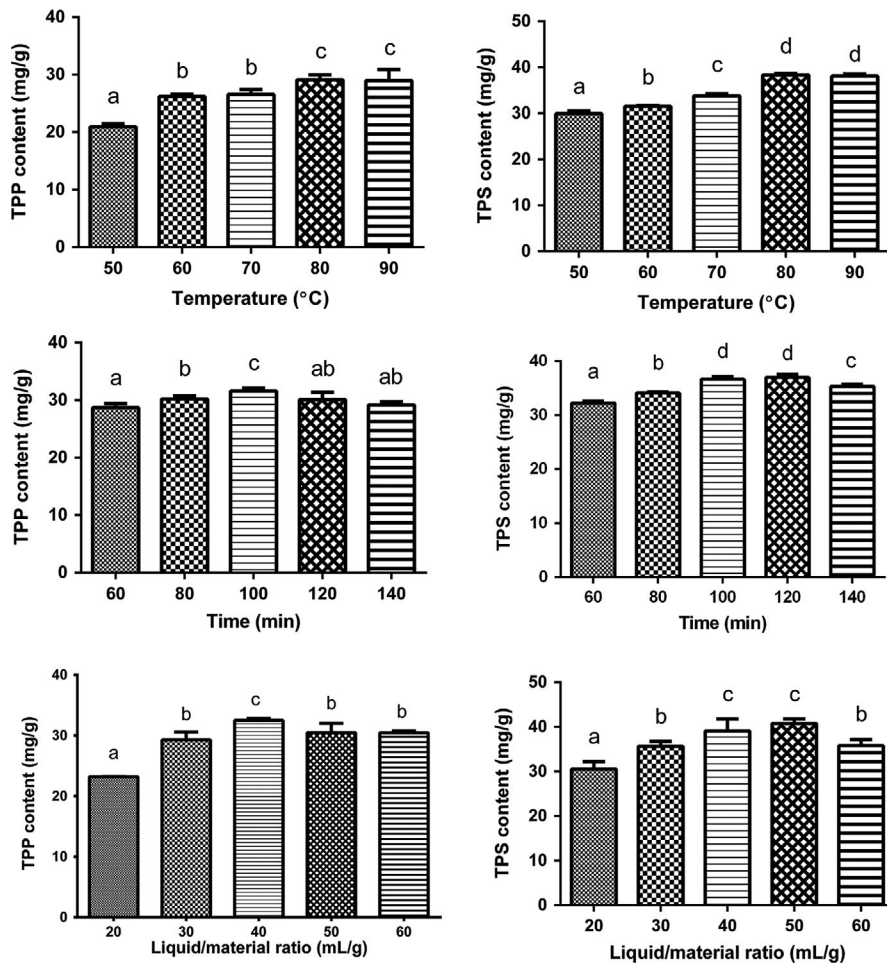 TPP content (mg/g)
40
30
20
10
0
a
b
b
c
c
50
60
70
80
90
Temperature (°C)
TPS content (mg/g)
50
40
30
20
10
0
a
b
c
d
d
50
60
70
80
90
Temperature (°C)
TPP content (mg/g)
40
30
20
10
0
a
b
c
ab
ab
60
80
100
120
140
Time (min)
TPS content (mg/g)
40
30
20
10
0
a
b
d
d
c
60
80
100
120
140
Time (min)
TPP content (mg/g)
40
30
20
10
0
a
b
c
b
b
20
30
40
50
60
Liquid/material ratio (mL/g)
TPS content (mg/g)
50
40
30
20
10
0
a
b
c
c
b
20
30
40
50
60
Liquid/material ratio (mL/g)